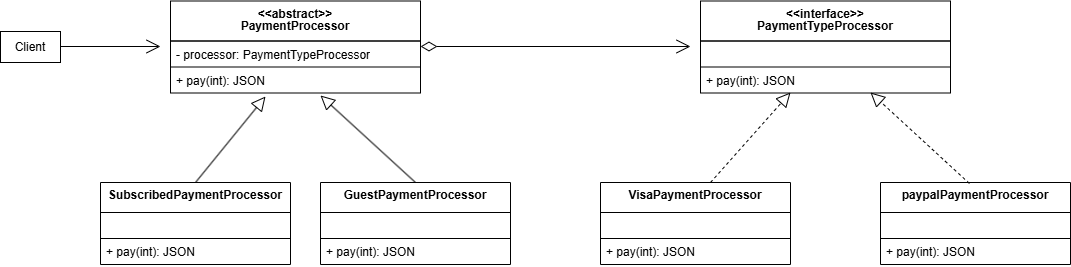 Client
<<abstract>>
PaymentProcessor
- processor: PaymentTypeProcessor
+ pay(int): JSON
<<interface>>
PaymentTypeProcessor
+ pay(int): JSON
SubscribedPaymentProcessor
+ pay(int): JSON
GuestPaymentProcessor
+ pay(int): JSON
VisaPaymentProcessor
+ pay(int): JSON
paypalPaymentProcessor
+ pay(int): JSON